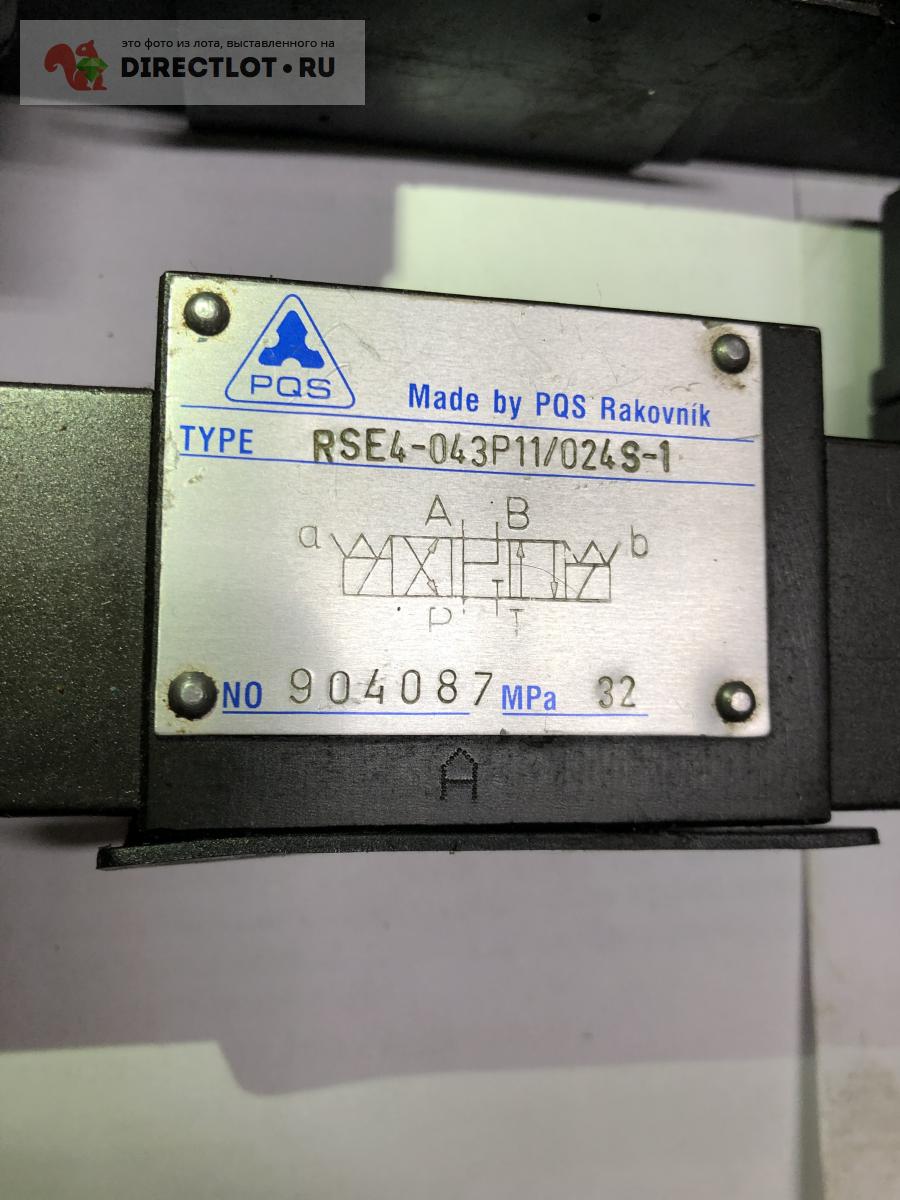 это фото из лота, выставленного на
DIRECTLOT • RU
PQS
Made by PQS Rakovník
TYPE RSE4-043P11/024S-1
A B
a b
P T
NO 904087 MPa 32